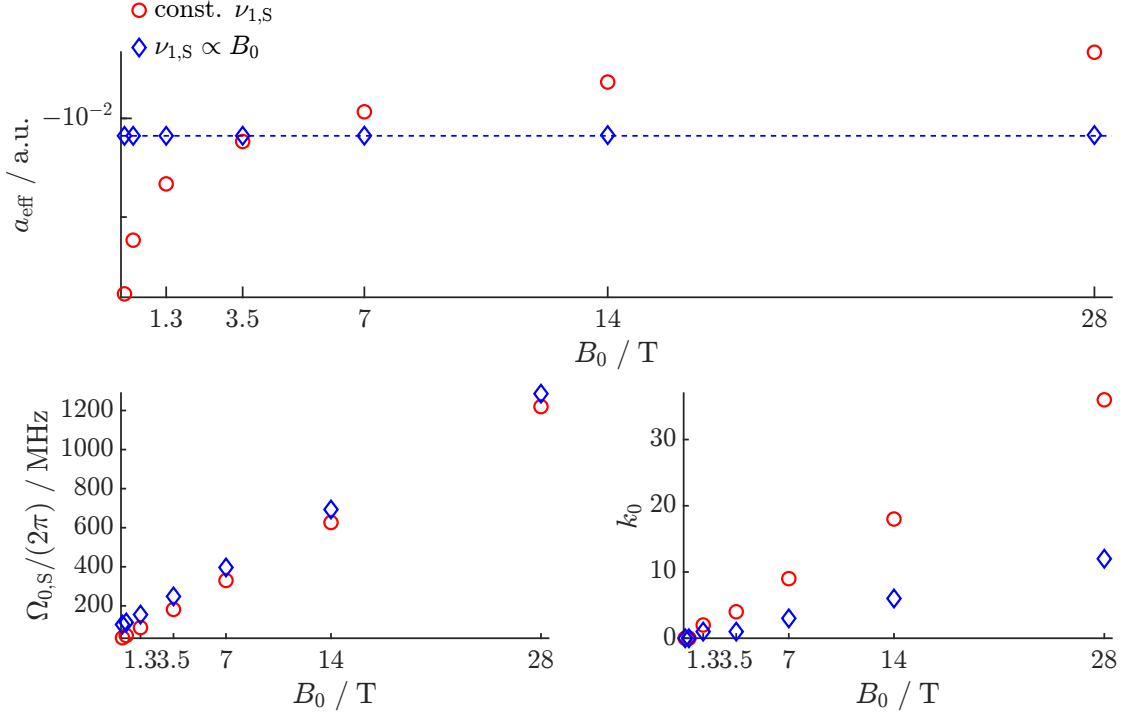 const. ν₁,S
ν₁,S ∝ B₀
−10⁻²
a_eff / a.u.
1.3 3.5 7 14 28
B₀ / T
1200
1000
800
600
400
200
Ω₀,S/(2π) / MHz
1.33.5 7 14 28
B₀ / T
30
20
10
0
k₀
1.33.5 7 14 28
B₀ / T